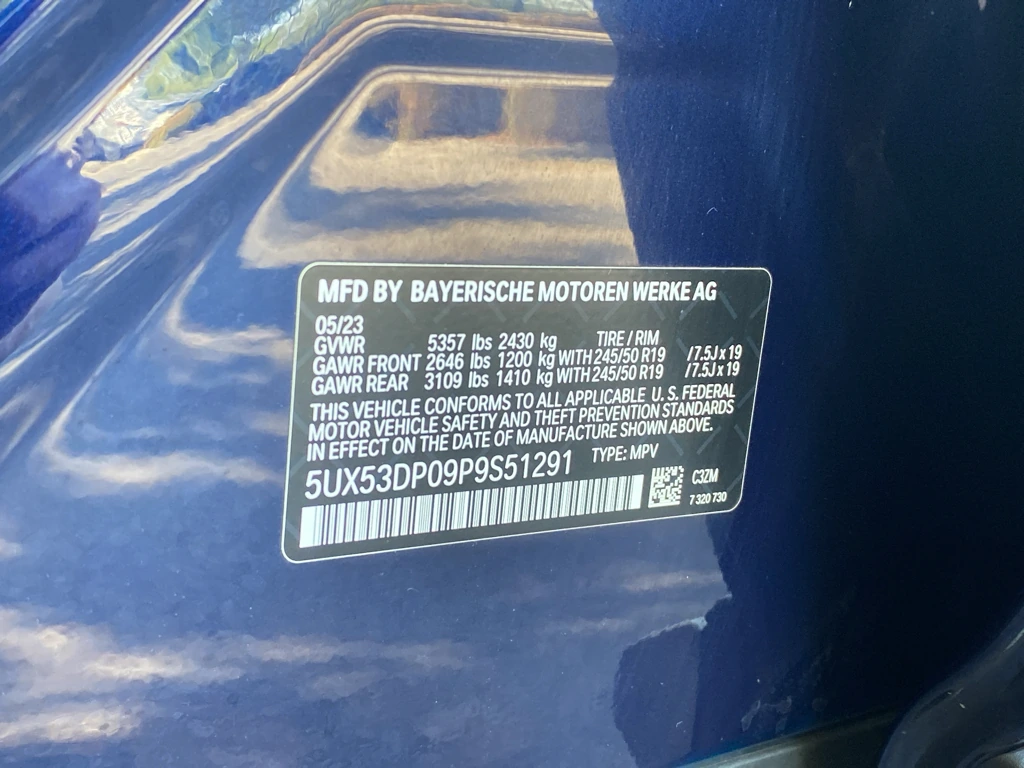 MFD BY BAYERISCHE MOTOREN WERKE AG
05/23
GVWR 5357 lbs 2430 kg TIRE / RIM
GAWR FRONT 2646 lbs 1200 kg WITH 245/50 R19 /7.5J x 19
GAWR REAR 3109 lbs 1410 kg WITH 245/50 R19 /7.5J x 19
THIS VEHICLE CONFORMS TO ALL APPLICABLE U. S. FEDERAL
MOTOR VEHICLE SAFETY AND THEFT PREVENTION STANDARDS
IN EFFECT ON THE DATE OF MANUFACTURE SHOWN ABOVE.
5UX53DP09P9S51291 TYPE: MPV
C3ZM
7 320 730